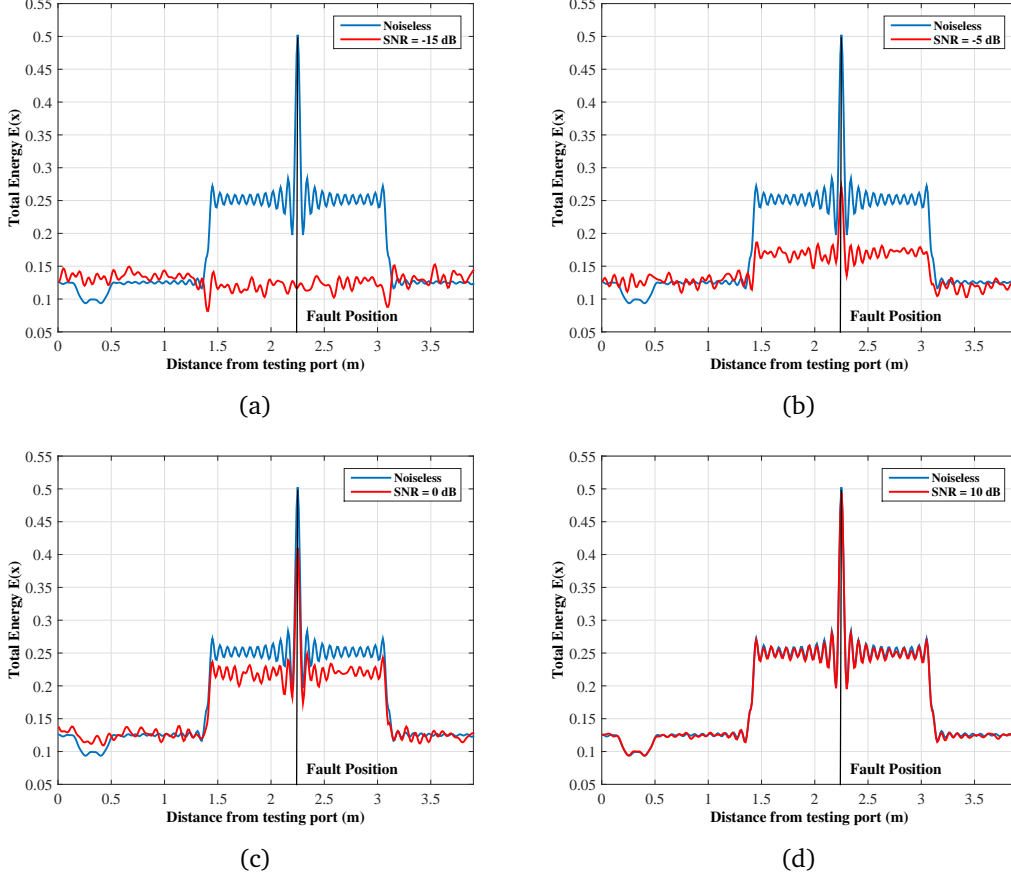 0.55
0.5
0.45
0.4
0.35
0.3
0.25
0.2
0.15
0.1
0.05
Total Energy E(x)
Noiseless
SNR = -15 dB
Fault Position
0 0.5 1 1.5 2 2.5 3 3.5
Distance from testing port (m)
(a)
0.55
0.5
0.45
0.4
0.35
0.3
0.25
0.2
0.15
0.1
0.05
Total Energy E(x)
Noiseless
SNR = -5 dB
Fault Position
0 0.5 1 1.5 2 2.5 3 3.5
Distance from testing port (m)
(b)
0.55
0.5
0.45
0.4
0.35
0.3
0.25
0.2
0.15
0.1
0.05
Total Energy E(x)
Noiseless
SNR = 0 dB
Fault Position
0 0.5 1 1.5 2 2.5 3 3.5
Distance from testing port (m)
(c)
0.55
0.5
0.45
0.4
0.35
0.3
0.25
0.2
0.15
0.1
0.05
Total Energy E(x)
Noiseless
SNR = 10 dB
Fault Position
0 0.5 1 1.5 2 2.5 3 3.5
Distance from testing port (m)
(d)